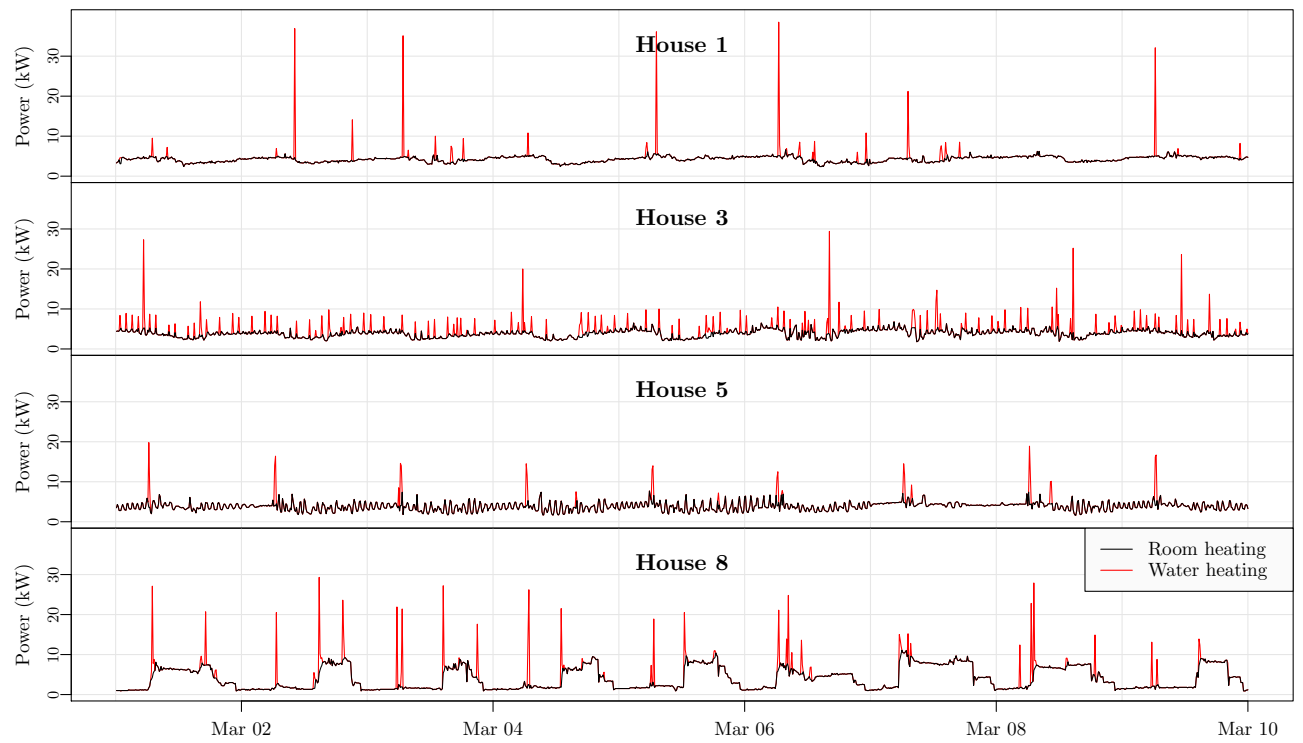 House 1
Power (kW)
30
20
10
0
House 3
Power (kW)
30
20
10
0
House 5
Power (kW)
30
20
10
0
House 8
Power (kW)
30
20
10
0
Room heating
Water heating
Mar 02 Mar 04 Mar 06 Mar 08 Mar 10